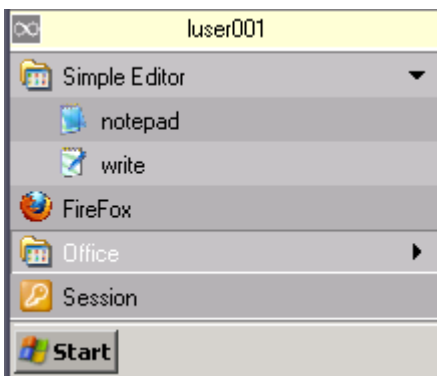 luser001
Simple Editor
notepad
write
FireFox
Office
Session
Start